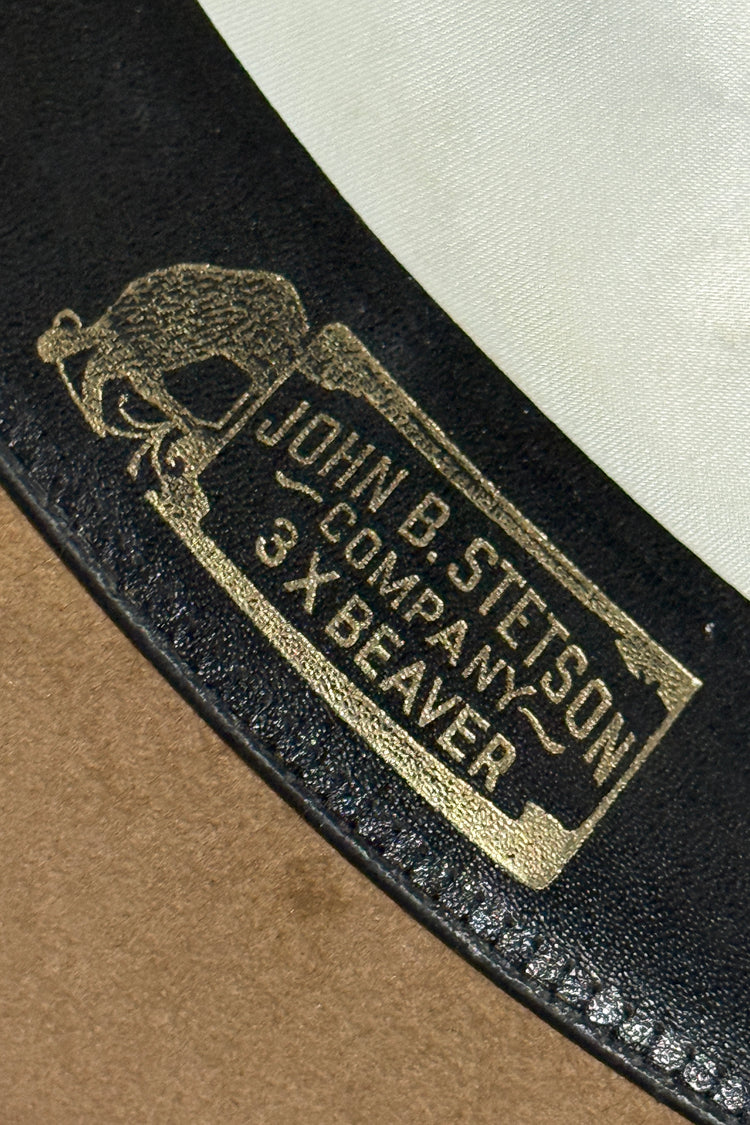 JOHN B. STETSON
~COMPANY~
3 X BEAVER